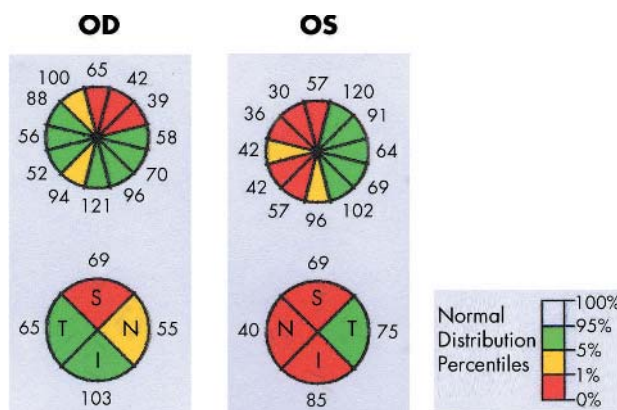 OD
OS
100 65 42
88 39
56 58
52 70
94 121 96
30 57 120
36 91
42 64
42 69
57 96 102
69
S
65 T N 55
I
103
69
S
40 N T 75
I
85
Normal
Distribution
Percentiles
100%
95%
5%
1%
0%